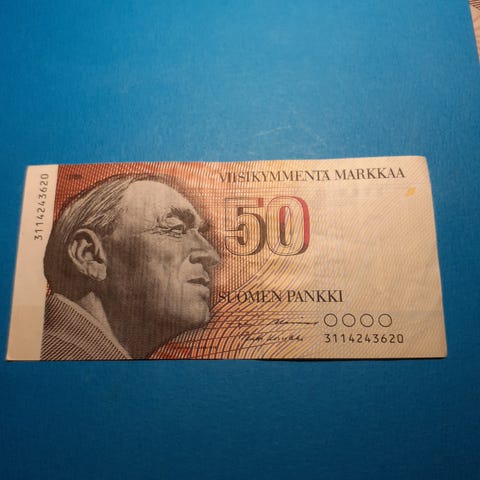 VIISIKYMMENTÄ MARKKAA
50
SUOMEN PANKKI
3114243620
3114243620